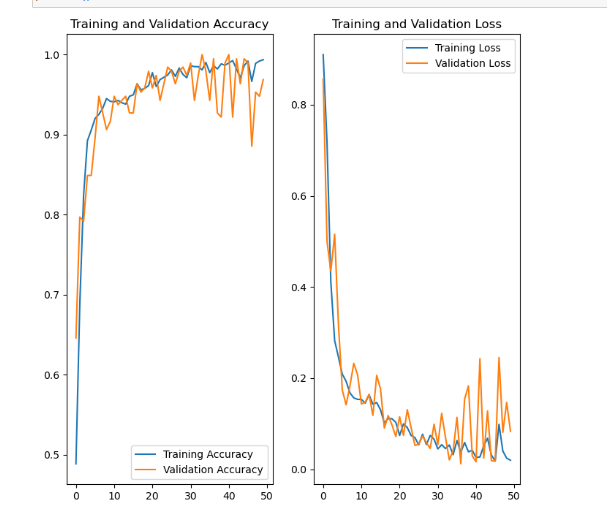 Training and Validation Accuracy
1.0
0.9
0.8
0.7
0.6
0.5
Training Accuracy
Validation Accuracy
0 10 20 30 40 50
Training and Validation Loss
Training Loss
Validation Loss
0.8
0.6
0.4
0.2
0.0
0 10 20 30 40 50